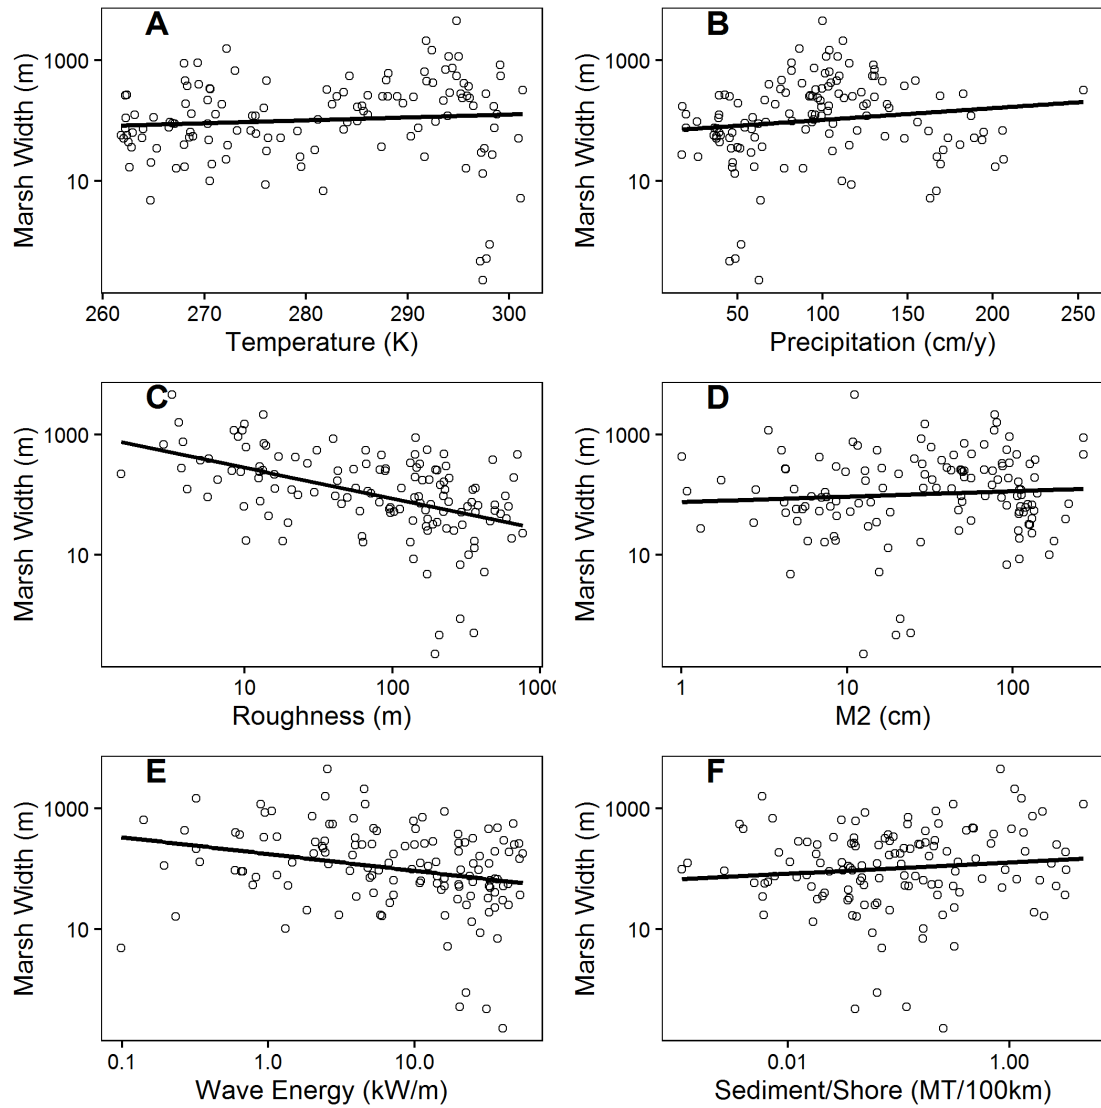 A
Marsh Width (m)
1000
10
260 270 280 290 300
Temperature (K)
B
Marsh Width (m)
1000
10
50 100 150 200 250
Precipitation (cm/y)
C
Marsh Width (m)
1000
10
10 100 1000
Roughness (m)
D
Marsh Width (m)
1000
10
1 10 100
M2 (cm)
E
Marsh Width (m)
1000
10
0.1 1.0 10.0
Wave Energy (kW/m)
F
Marsh Width (m)
1000
10
0.01 1.00
Sediment/Shore (MT/100km)